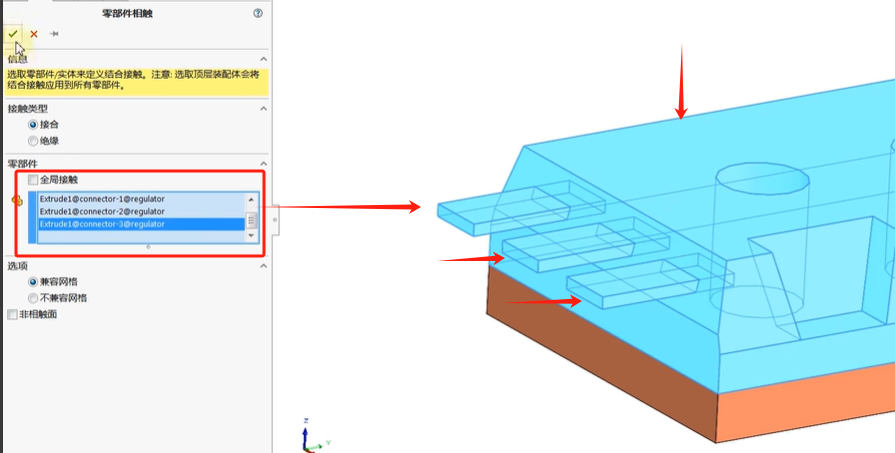 零部件相触
信息
选取零部件/实体来定义结合接触。注意: 选取顶层装配体会将
结合接触应用到所有零部件。
接触类型
接合
绝缘
零部件
全局接触
Extrude1@connector-1@regulator
Extrude1@connector-2@regulator
Extrude1@connector-3@regulator
选项
兼容网格
不兼容网格
非相触面
Z
Y